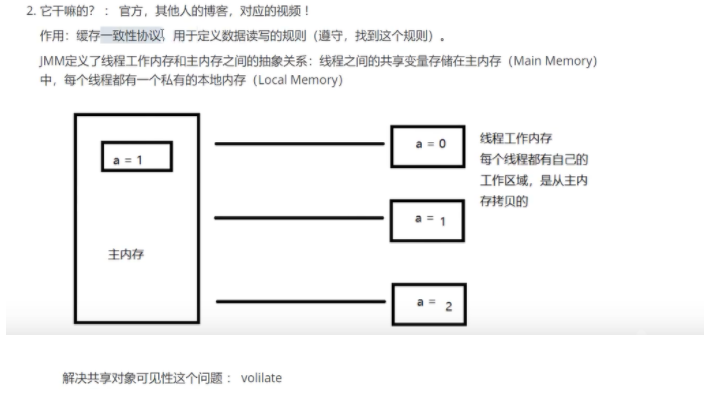 2. 它干嘛的？： 官方，其他人的博客，对应的视频！
作用：缓存一致性协议，用于定义数据读写的规则（遵守，找到这个规则）。
JMM定义了线程工作内存和主内存之间的抽象关系：线程之间的共享变量存储在主内存（Main Memory）
中，每个线程都有一个私有的本地内存（Local Memory）
a = 1
主内存
a = 0
a = 1
a = 2
线程工作内存
每个线程都有自己的
工作区域，是从主内
存拷贝的
解决共享对象可见性这个问题： volilate